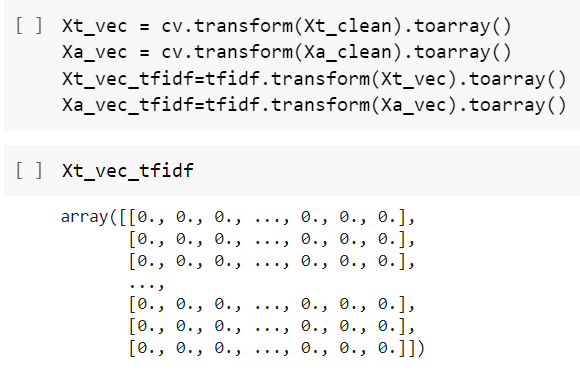 [ ] Xt_vec = cv.transform(Xt_clean).toarray()
Xa_vec = cv.transform(Xa_clean).toarray()
Xt_vec_tfidf=tfidf.transform(Xt_vec).toarray()
Xa_vec_tfidf=tfidf.transform(Xa_vec).toarray()
[ ] Xt_vec_tfidf
array([[0., 0., 0., ..., 0., 0., 0.],
[0., 0., 0., ..., 0., 0., 0.],
[0., 0., 0., ..., 0., 0., 0.],
...,
[0., 0., 0., ..., 0., 0., 0.],
[0., 0., 0., ..., 0., 0., 0.],
[0., 0., 0., ..., 0., 0., 0.]])